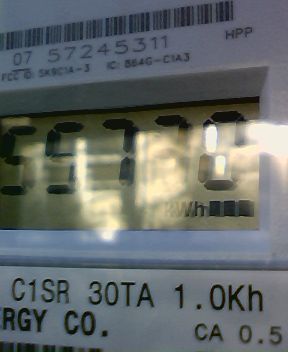 HPP
07 57245311
FCC ID: SK9C1A-3 IC: 864G-C1A3
kWh
C1SR 30TA 1.0Kh
RGY CO.
CA 0.5